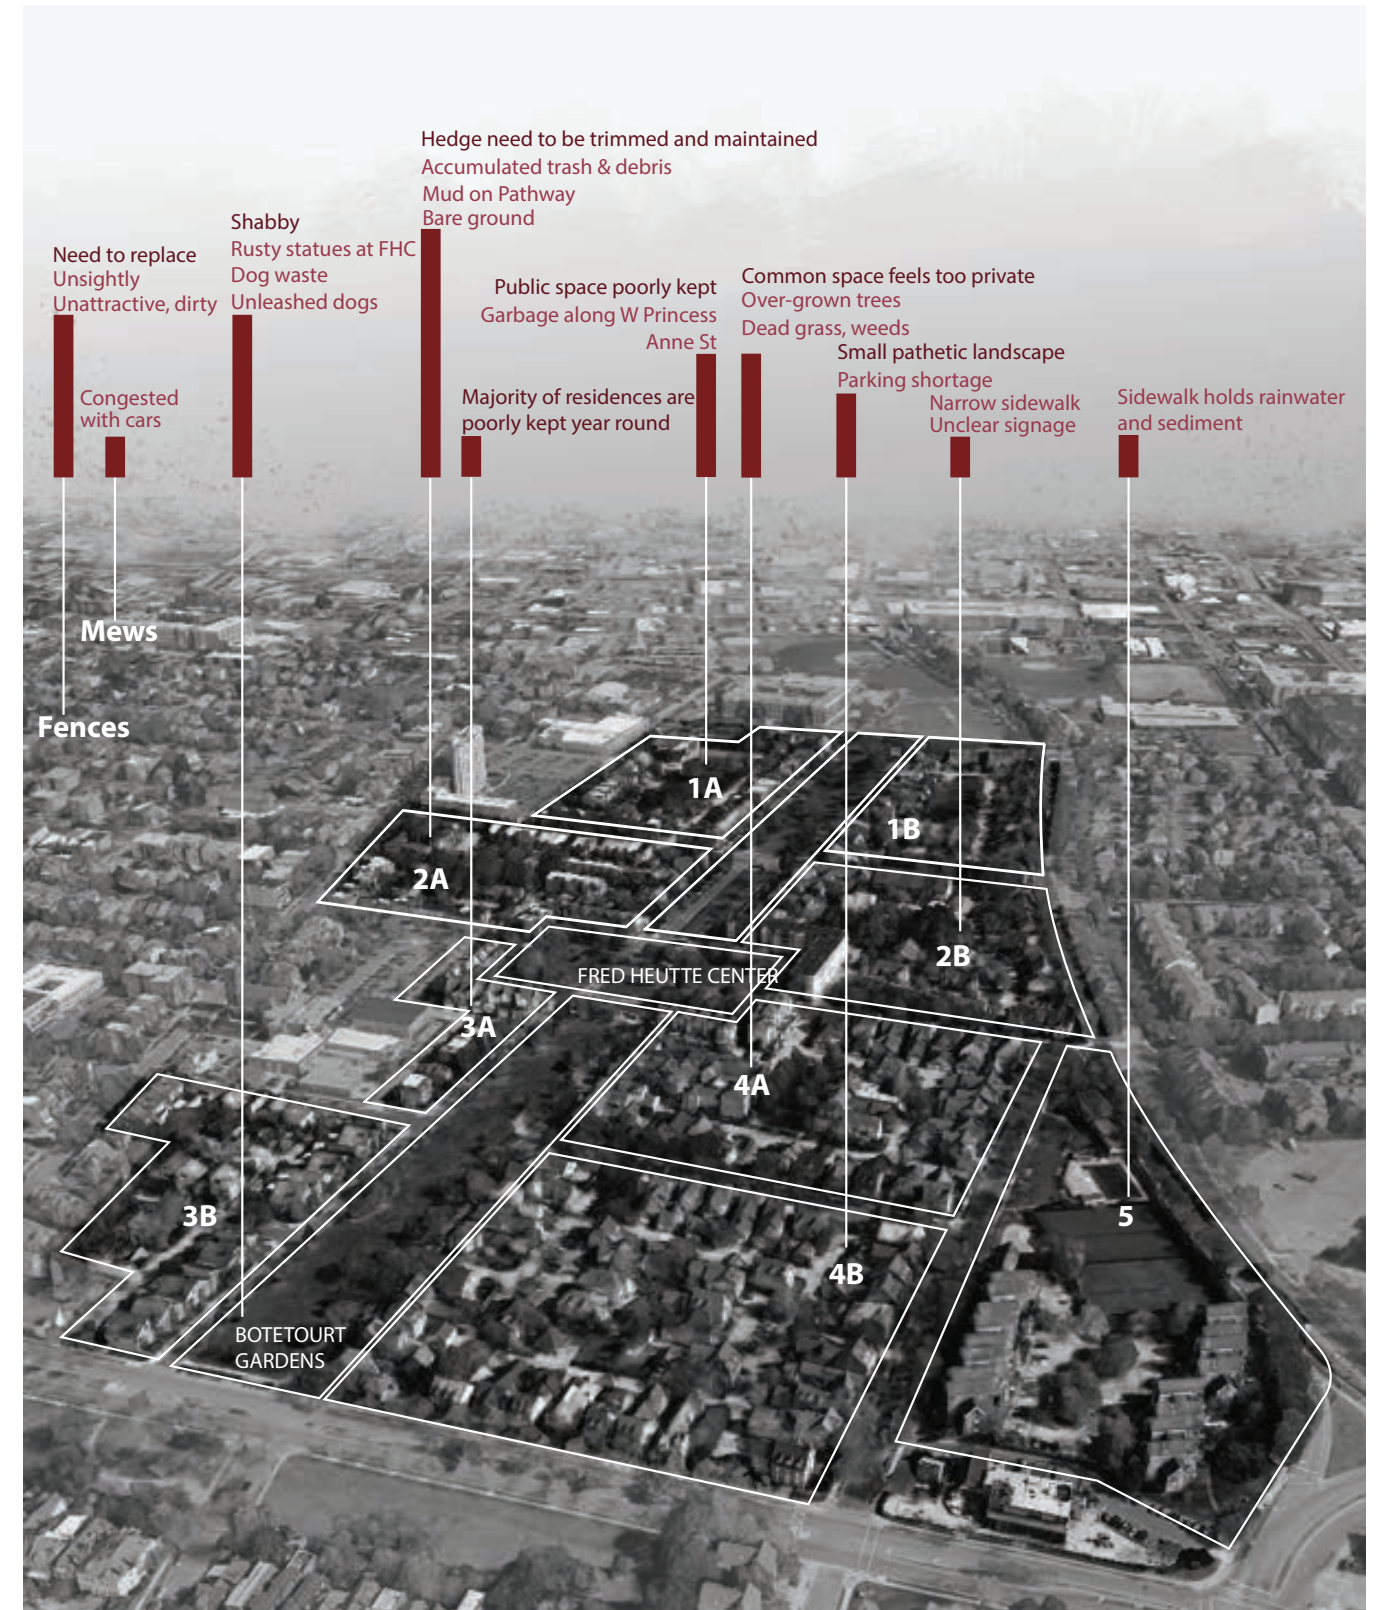 Hedge need to be trimmed and maintained
Accumulated trash & debris
Mud on Pathway
Bare ground
Shabby
Rusty statues at FHC
Dog waste
Unleashed dogs
Need to replace
Unsightly
Unattractive, dirty
Public space poorly kept
Garbage along W Princess
Anne St
Common space feels too private
Over-grown trees
Dead grass, weeds
Small pathetic landscape
Parking shortage
Narrow sidewalk
Unclear signage
Congested
with cars
Majority of residences are
poorly kept year round
Sidewalk holds rainwater
and sediment
Mews
Fences
1A
1B
2A
2B
FRED HEUTTE CENTER
3A
4A
3B
5
4B
BOTETOURT
GARDENS